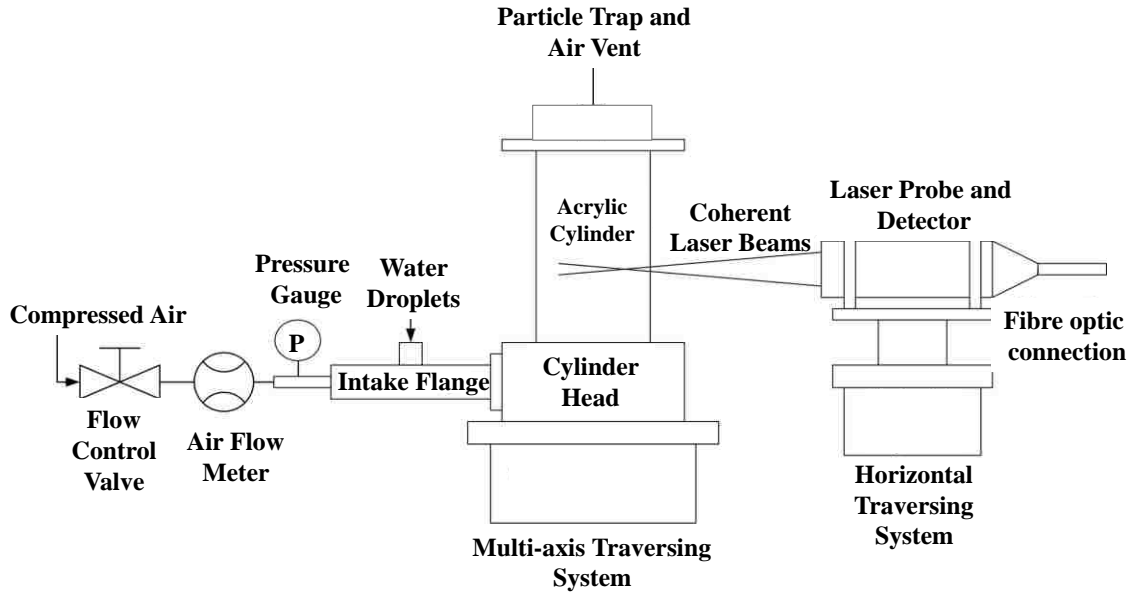 Particle Trap and
Air Vent
Acrylic
Cylinder
Coherent
Laser Beams
Laser Probe and
Detector
Pressure
Gauge
Water
Droplets
Compressed Air
P
Intake Flange
Cylinder
Head
Fibre optic
connection
Flow
Control
Valve
Air Flow
Meter
Horizontal
Traversing
System
Multi-axis Traversing
System